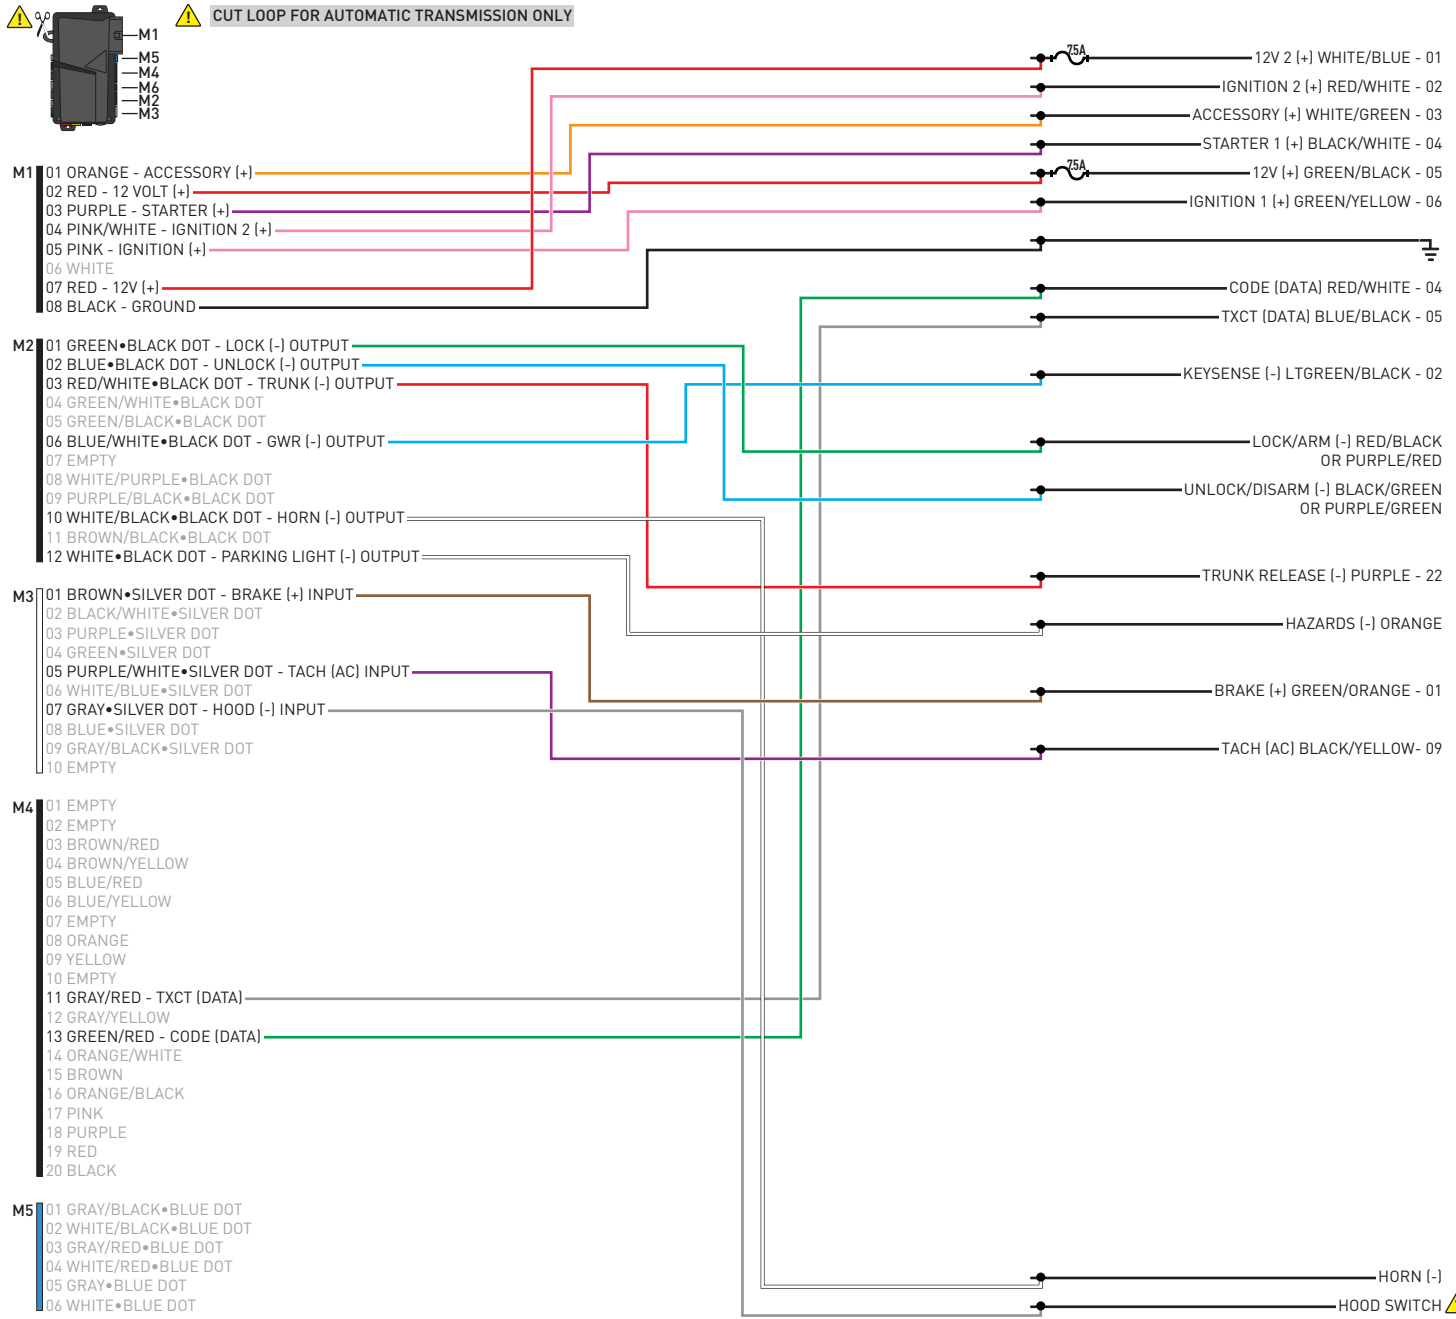 CUT LOOP FOR AUTOMATIC TRANSMISSION ONLY
M1
M5
M4
M6
M2
M3
M1
01 ORANGE - ACCESSORY (+)
02 RED - 12 VOLT (+)
03 PURPLE - STARTER (+)
04 PINK/WHITE - IGNITION 2 (+)
05 PINK - IGNITION (+)
06 WHITE
07 RED - 12V (+)
08 BLACK - GROUND
M2
01 GREEN•BLACK DOT - LOCK (-) OUTPUT
02 BLUE•BLACK DOT - UNLOCK (-) OUTPUT
03 RED/WHITE•BLACK DOT - TRUNK (-) OUTPUT
04 GREEN/WHITE•BLACK DOT
05 GREEN/BLACK•BLACK DOT
06 BLUE/WHITE•BLACK DOT - GWR (-) OUTPUT
07 EMPTY
08 WHITE/PURPLE•BLACK DOT
09 PURPLE/BLACK•BLACK DOT
10 WHITE/BLACK•BLACK DOT - HORN (-) OUTPUT
11 BROWN/BLACK•BLACK DOT
12 WHITE•BLACK DOT - PARKING LIGHT (-) OUTPUT
M3
01 BROWN•SILVER DOT - BRAKE (+) INPUT
02 BLACK/WHITE•SILVER DOT
03 PURPLE•SILVER DOT
04 GREEN•SILVER DOT
05 PURPLE/WHITE•SILVER DOT - TACH (AC) INPUT
06 WHITE/BLUE•SILVER DOT
07 GRAY•SILVER DOT - HOOD (-) INPUT
08 BLUE•SILVER DOT
09 GRAY/BLACK•SILVER DOT
10 EMPTY
M4
01 EMPTY
02 EMPTY
03 BROWN/RED
04 BROWN/YELLOW
05 BLUE/RED
06 BLUE/YELLOW
07 EMPTY
08 ORANGE
09 YELLOW
10 EMPTY
11 GRAY/RED - TXCT (DATA)
12 GRAY/YELLOW
13 GREEN/RED - CODE (DATA)
14 ORANGE/WHITE
15 BROWN
16 ORANGE/BLACK
17 PINK
18 PURPLE
19 RED
20 BLACK
M5
01 GRAY/BLACK•BLUE DOT
02 WHITE/BLACK•BLUE DOT
03 GRAY/RED•BLUE DOT
04 WHITE/RED•BLUE DOT
05 GRAY•BLUE DOT
06 WHITE•BLUE DOT
7.5A
12V 2 (+) WHITE/BLUE - 01
IGNITION 2 (+) RED/WHITE - 02
ACCESSORY (+) WHITE/GREEN - 03
STARTER 1 (+) BLACK/WHITE - 04
7.5A
12V (+) GREEN/BLACK - 05
IGNITION 1 (+) GREEN/YELLOW - 06
CODE (DATA) RED/WHITE - 04
TXCT (DATA) BLUE/BLACK - 05
KEYSENSE (-) LTGREEN/BLACK - 02
LOCK/ARM (-) RED/BLACK
OR PURPLE/RED
UNLOCK/DISARM (-) BLACK/GREEN
OR PURPLE/GREEN
TRUNK RELEASE (-) PURPLE - 22
HAZARDS (-) ORANGE
BRAKE (+) GREEN/ORANGE - 01
TACH (AC) BLACK/YELLOW- 09
HORN (-)
HOOD SWITCH